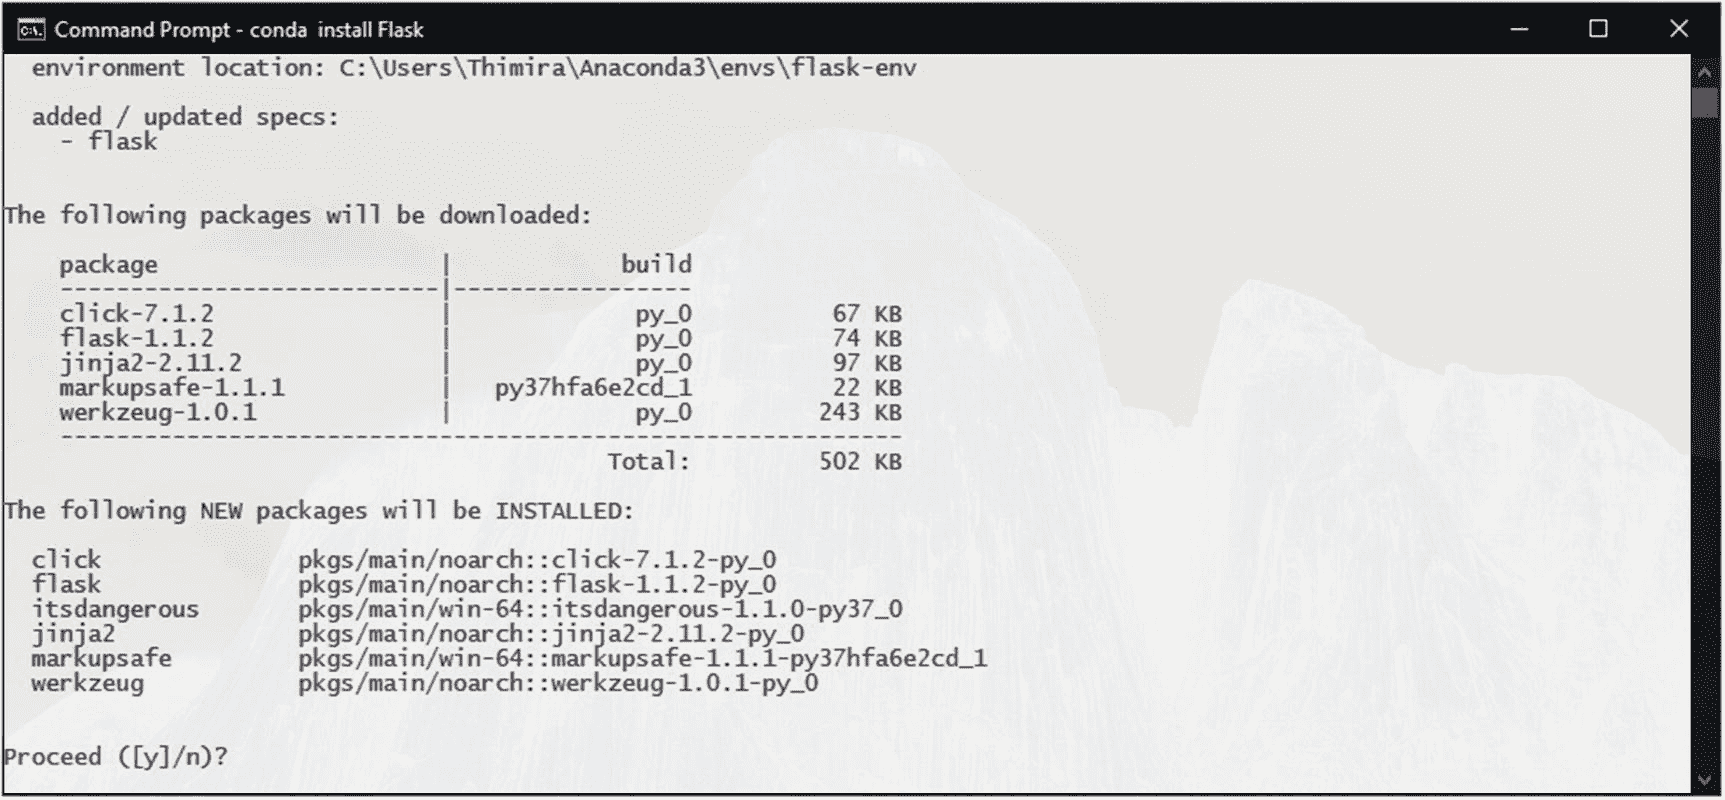 Command Prompt - conda  install Flask
  environment location: C:\Users\Thimira\Anaconda3\envs\flask-env
  added / updated specs:
    - flask
The following packages will be downloaded:
    package                    |            build
    ---------------------------|-----------------
    click-7.1.2                |             py_0          67 KB
    flask-1.1.2                |             py_0          74 KB
    jinja2-2.11.2              |             py_0          97 KB
    markupsafe-1.1.1           |   py37hfa6e2cd_1          22 KB
    werkzeug-1.0.1             |             py_0         243 KB
    ------------------------------------------------------------
                                           Total:         502 KB
The following NEW packages will be INSTALLED:
  click              pkgs/main/noarch::click-7.1.2-py_0
  flask              pkgs/main/noarch::flask-1.1.2-py_0
  itsdangerous       pkgs/main/win-64::itsdangerous-1.1.0-py37_0
  jinja2             pkgs/main/noarch::jinja2-2.11.2-py_0
  markupsafe         pkgs/main/win-64::markupsafe-1.1.1-py37hfa6e2cd_1
  werkzeug           pkgs/main/noarch::werkzeug-1.0.1-py_0
Proceed ([y]/n)?